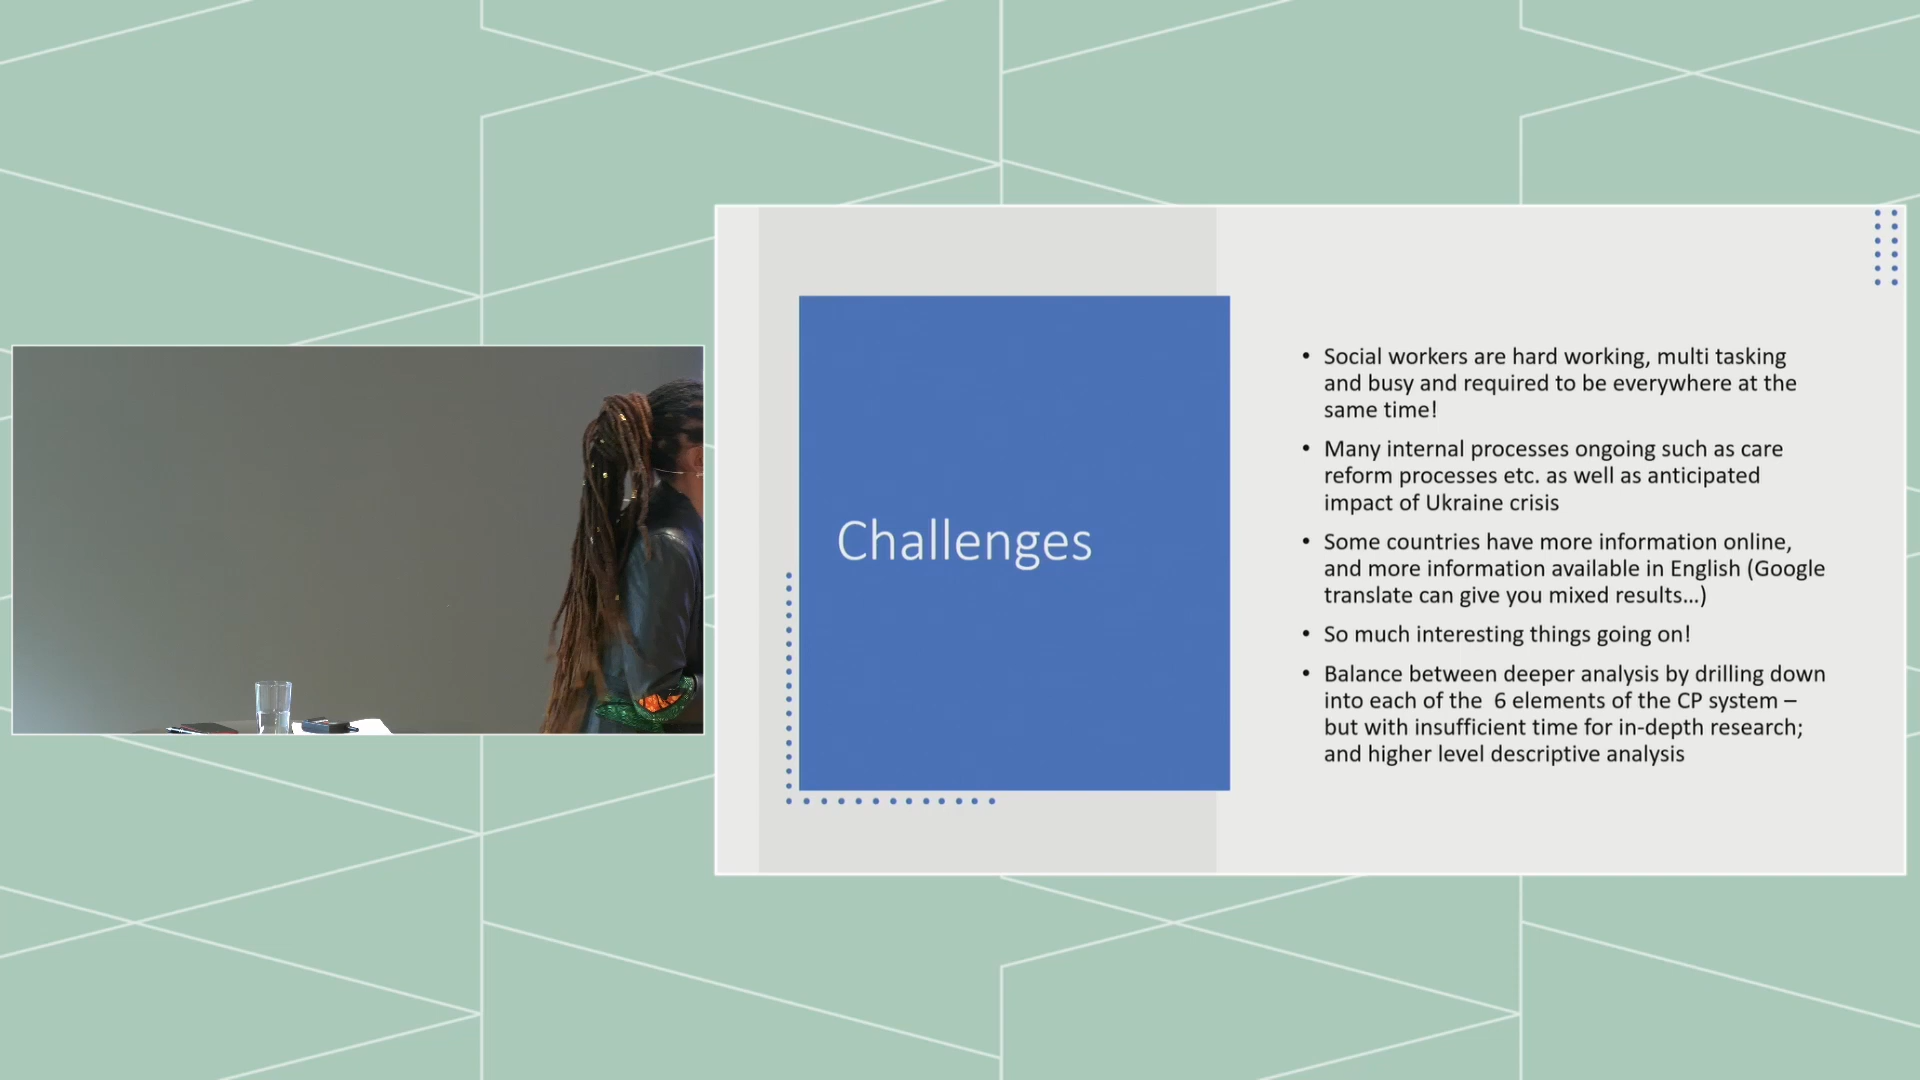 Challenges
• Social workers are hard working, multi tasking
and busy and required to be everywhere at the
same time!
• Many internal processes ongoing such as care
reform processes etc. as well as anticipated
impact of Ukraine crisis
• Some countries have more information online,
and more information available in English (Google
translate can give you mixed results...)
• So much interesting things going on!
• Balance between deeper analysis by drilling down
into each of the  6 elements of the CP system –
but with insufficient time for in-depth research;
and higher level descriptive analysis